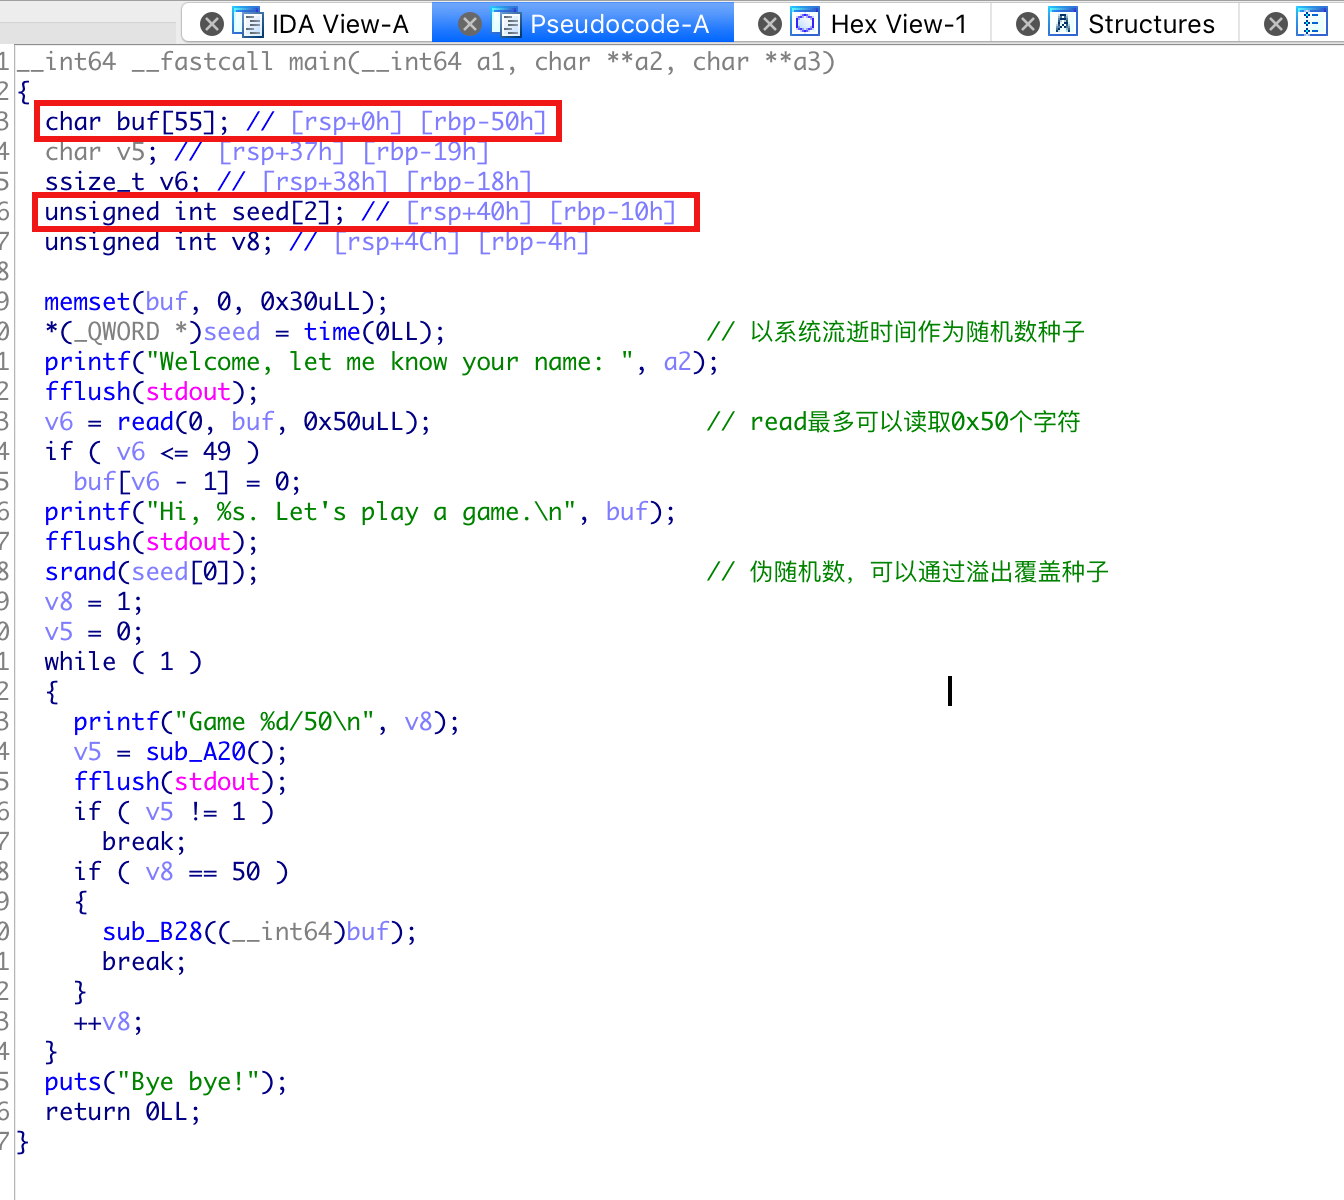 IDA View-A Pseudocode-A Hex View-1 Structures
1 __int64 __fastcall main(__int64 a1, char **a2, char **a3)
2 {
3 char buf[55]; // [rsp+0h] [rbp-50h]
4 char v5; // [rsp+37h] [rbp-19h]
5 ssize_t v6; // [rsp+38h] [rbp-18h]
6 unsigned int seed[2]; // [rsp+40h] [rbp-10h]
7 unsigned int v8; // [rsp+4Ch] [rbp-4h]
8
9 memset(buf, 0, 0x30uLL);
0 *(_QWORD *)seed = time(0LL); // 以系统流逝时间作为随机数种子
1 printf("Welcome, let me know your name: ", a2);
2 fflush(stdout);
3 v6 = read(0, buf, 0x50uLL); // read最多可以读取0x50个字符
4 if ( v6 <= 49 )
5 buf[v6 - 1] = 0;
6 printf("Hi, %s. Let's play a game.\n", buf);
7 fflush(stdout);
8 srand(seed[0]); // 伪随机数，可以通过溢出覆盖种子
9 v8 = 1;
0 v5 = 0;
1 while ( 1 )
2 {
3 printf("Game %d/50\n", v8);
4 v5 = sub_A20();
5 fflush(stdout);
6 if ( v5 != 1 )
7 break;
8 if ( v8 == 50 )
9 {
0 sub_B28((__int64)buf);
1 break;
2 }
3 ++v8;
4 }
5 puts("Bye bye!");
6 return 0LL;
7 }